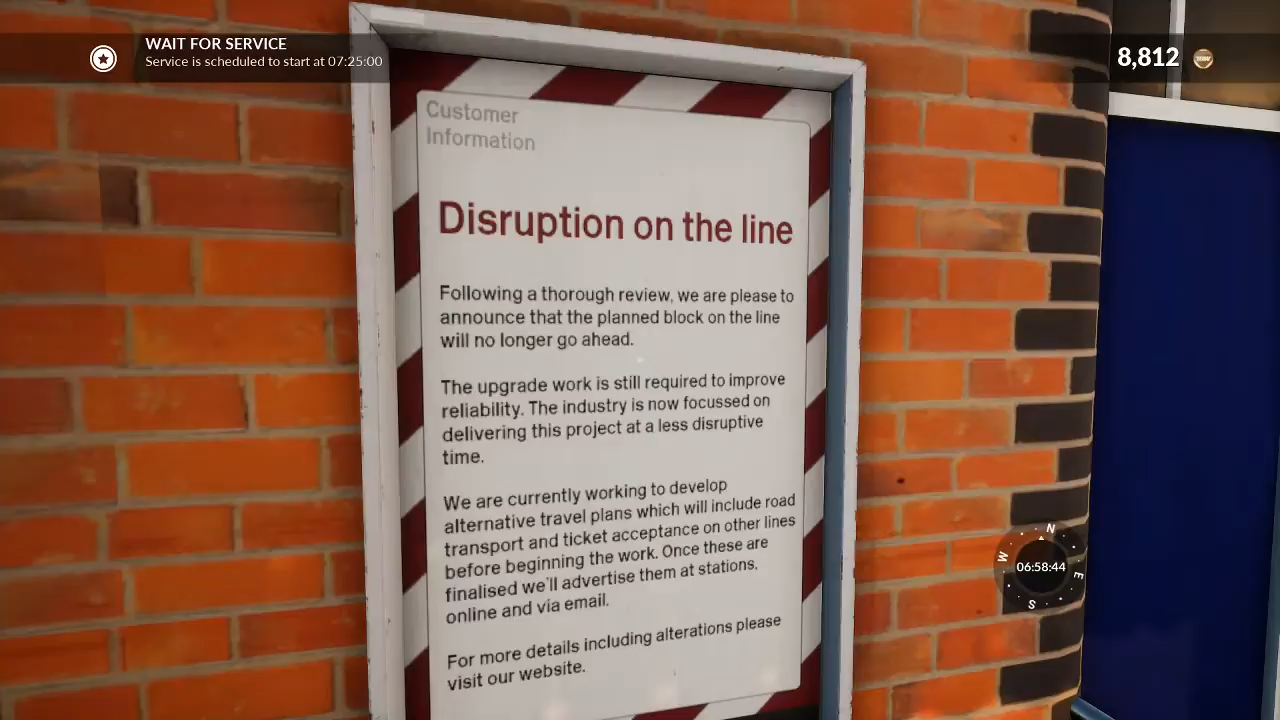 WAIT FOR SERVICE
Service is scheduled to start at 07:25:00
8,812
Customer
Information
Disruption on the line
Following a thorough review, we are please to
announce that the planned block on the line
will no longer go ahead.
The upgrade work is still required to improve
reliability. The industry is now focussed on
delivering this project at a less disruptive
time.
We are currently working to develop
alternative travel plans which will include road
transport and ticket acceptance on other lines
before beginning the work. Once these are
finalised we'll advertise them at stations,
online and via email.
For more details including alterations please
visit our website.
N
W
06:58:44
E
S